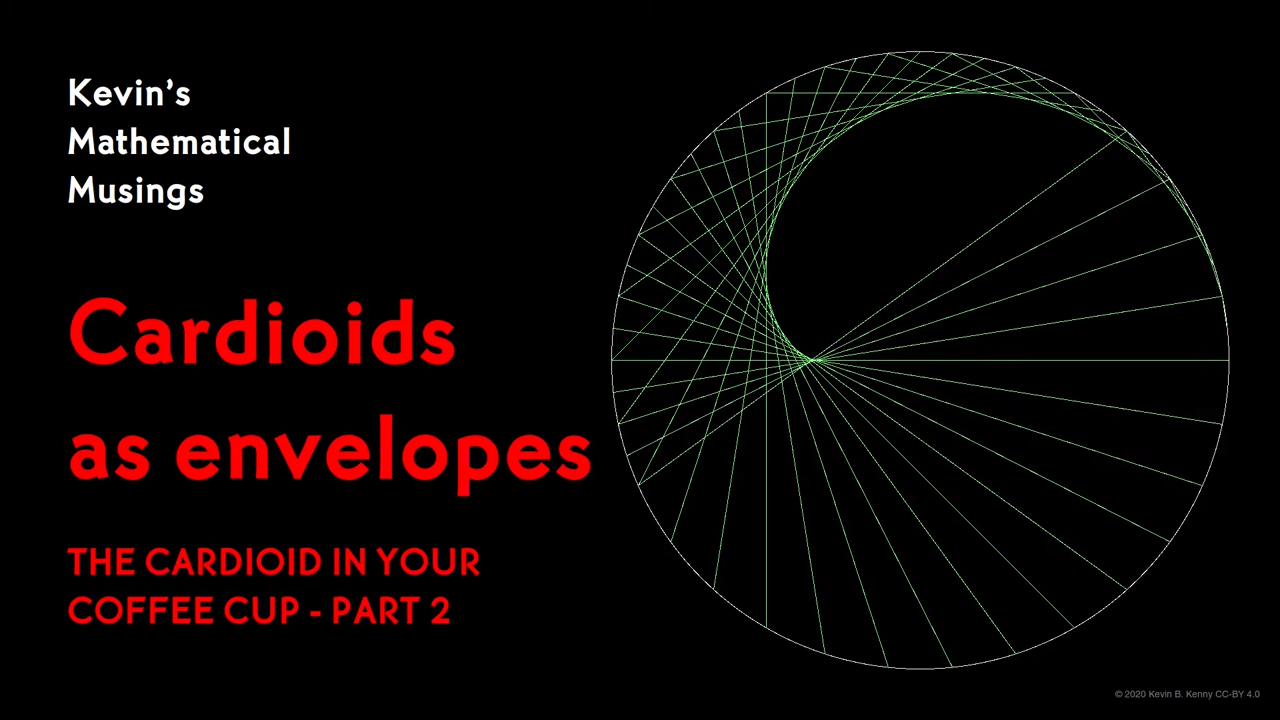 Kevin’s
Mathematical
Musings
Cardioids
as envelopes
THE CARDIOID IN YOUR
COFFEE CUP - PART 2
© 2020 Kevin B. Kenny CC-BY 4.0